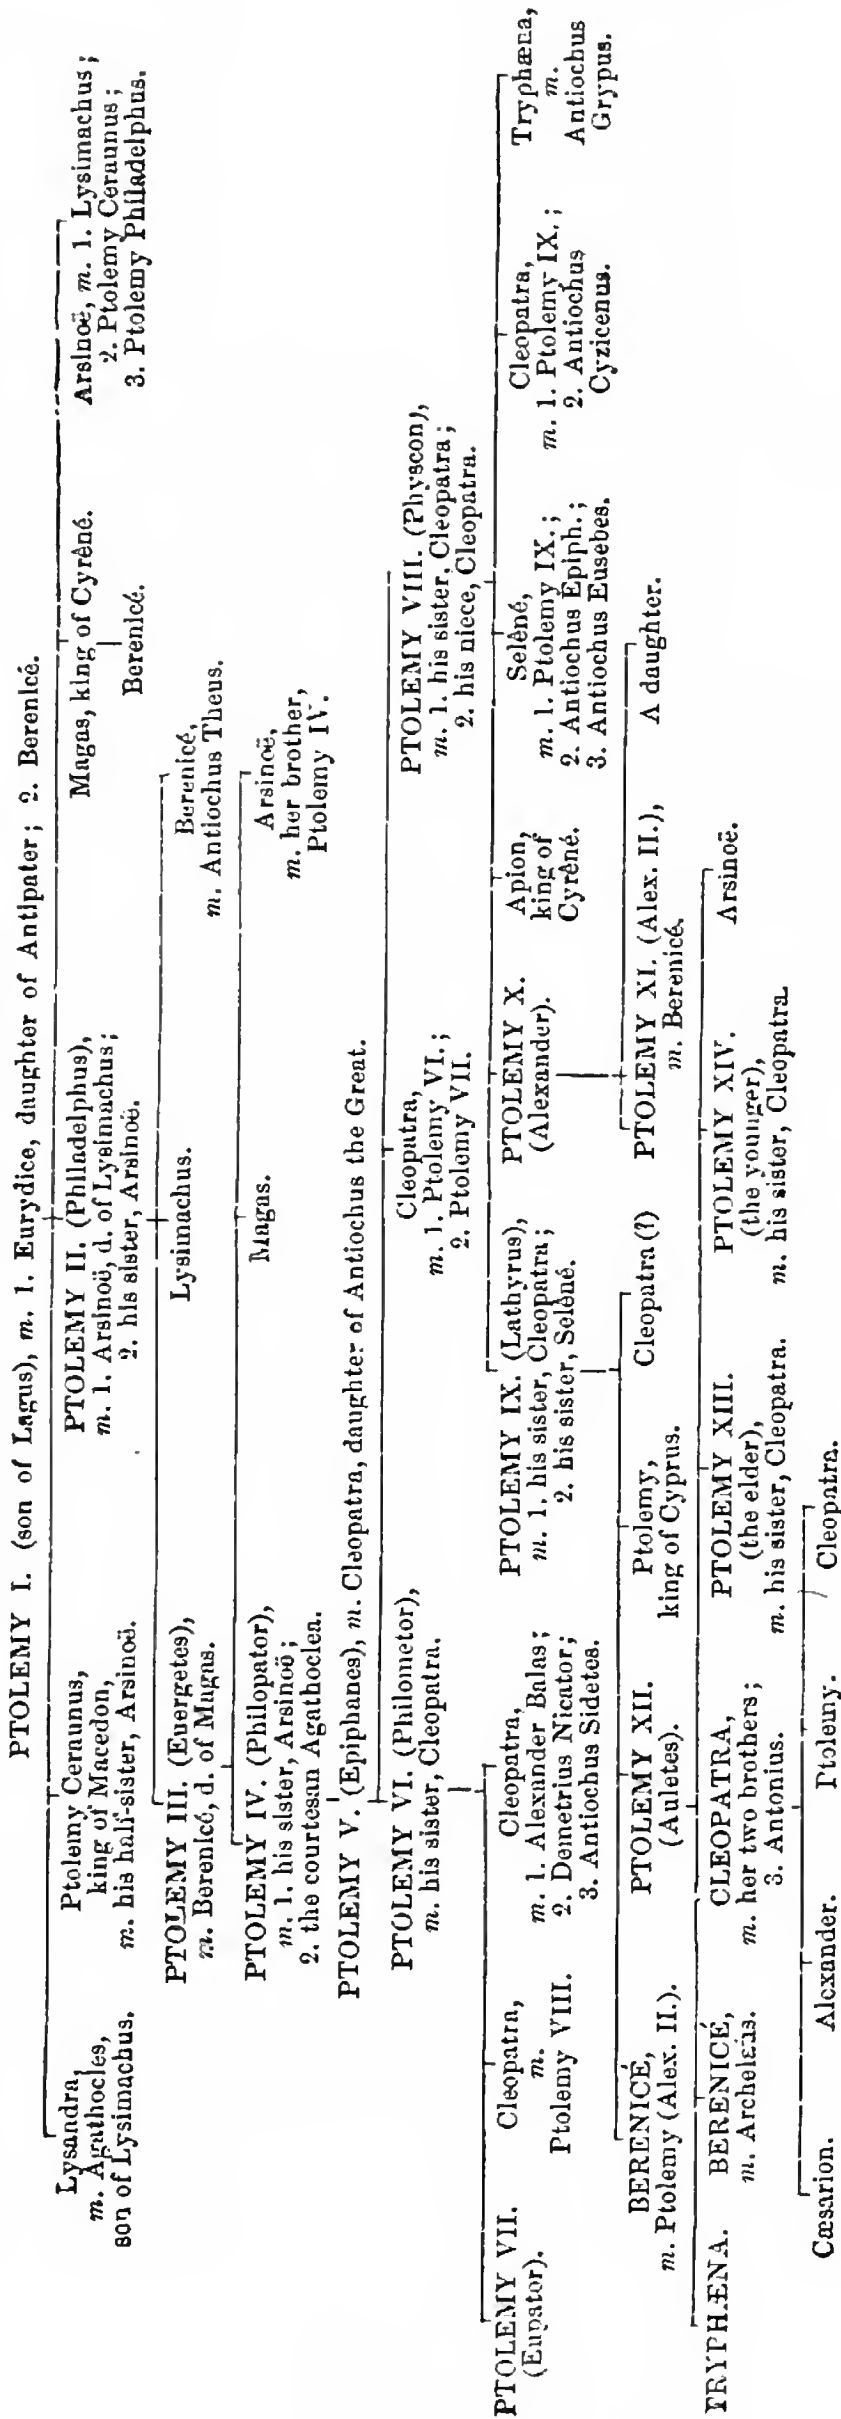 PTOLEMY I. (son of Lagus), m. 1. Eurydice, daughter of Antipater; 2. Berenicé.
Lysandra,
m. Agathocles,
son of Lysimachus.
Ptolemy Ceraunus,
king of Macedon,
m. his half-sister, Arsinoë.
PTOLEMY II. (Philadelphus),
m. 1. Arsinoë, d. of Lysimachus;
2. his sister, Arsinoë.
Magas, king of Cyrêné.
Berenicé.
Arsinoë, m. 1. Lysimachus;
2. Ptolemy Ceraunus;
3. Ptolemy Philadelphus.
PTOLEMY III. (Euergetes),
m. Berenicé, d. of Magas.
Lysimachus.
Berenicé,
m. Antiochus Theus.
PTOLEMY IV. (Philopator),
m. 1. his sister, Arsinoë;
2. the courtesan Agathoclea.
Magas.
Arsinoë,
m. her brother,
Ptolemy IV.
PTOLEMY V. (Epiphanes), m. Cleopatra, daughter of Antiochus the Great.
PTOLEMY VI. (Philometor),
m. his sister, Cleopatra.
Cleopatra,
m. 1. Ptolemy VI.;
2. Ptolemy VII.
PTOLEMY VIII. (Physcon),
m. 1. his sister, Cleopatra;
2. his niece, Cleopatra.
PTOLEMY VII.
(Eupator).
Cleopatra,
m.
Ptolemy VIII.
Cleopatra,
m. 1. Alexander Balas;
2. Demetrius Nicator;
3. Antiochus Sidetes.
PTOLEMY IX. (Lathyrus),
m. 1. his sister, Cleopatra;
2. his sister, Selêné.
PTOLEMY X.
(Alexander).
Apion,
king of
Cyrêné.
Selêné,
m. 1. Ptolemy IX.;
2. Antiochus Epiph.;
3. Antiochus Eusebes.
Cleopatra,
m. 1. Ptolemy IX.;
2. Antiochus
Cyzicenus.
Tryphæna,
m.
Antiochus
Grypus.
BERENICÉ,
m. Ptolemy (Alex. II.).
PTOLEMY XII.
(Auletes).
Ptolemy,
king of Cyprus.
Cleopatra (?)
PTOLEMY XI. (Alex. II.),
m. Berenicé.
A daughter.
TRYPHÆNA.
BERENICÉ,
m. Archelaüs.
CLEOPATRA,
m. her two brothers;
3. Antonius.
PTOLEMY XIII.
(the elder),
m. his sister, Cleopatra.
PTOLEMY XIV.
(the younger),
m. his sister, Cleopatra.
Arsinoë.
Cæsarion.
Alexander.
Ptolemy.
Cleopatra.